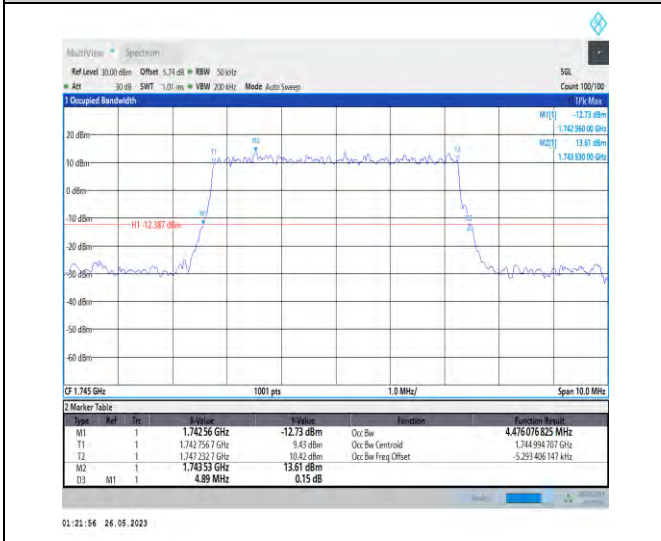 MultiView Spectrum
Ref Level 30.00 dBm Offset 5.74 dB RBW 50 kHz SGL
Att 30 dB SWT 1.01 ms VBW 200 kHz Mode Auto Sweep Count 100/100
1 Occupied Bandwidth 1Pk Max
M1[1] -12.73 dBm
1.742 560 00 GHz
M2[1] 13.61 dBm
1.743 530 00 GHz
20 dBm
M2
T1
10 dBm
0 dBm
-10 dBm
M1
H1 -12.387 dBm
-20 dBm
-30 dBm
-40 dBm
-50 dBm
-60 dBm
CF 1.745 GHz 1001 pts 1.0 MHz/ Span 10.0 MHz
2 Marker Table
Type Ref Trc X-Value Y-Value Function Function Result
M1 1 1.742 56 GHz -12.73 dBm Occ Bw 4.476 076 825 MHz
T1 1 1.742 756 7 GHz 9.43 dBm Occ Bw Centroid 1.744 994 707 GHz
T2 1 1.747 232 7 GHz 10.42 dBm Occ Bw Freq Offset -5.293 406 147 kHz
M2 1 1.743 53 GHz 13.61 dBm
D3 M1 1 4.89 MHz 0.15 dB
01:21:56 26.05.2023